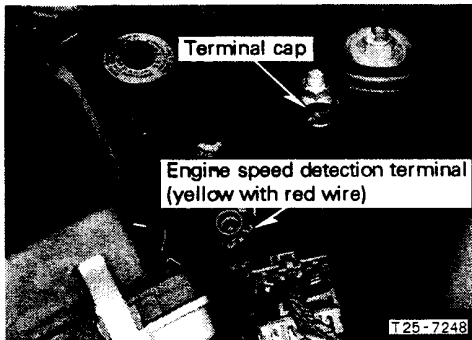 Terminal cap
Engine speed detection terminal
(yellow with red wire)
T25-7248